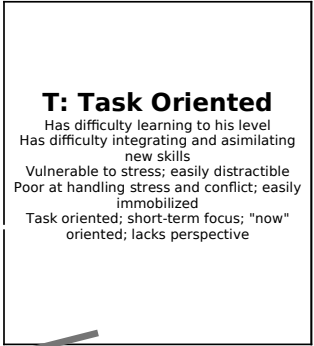 T: Task Oriented
Has difficulty learning to his level
Has difficulty integrating and asimilating
new skills
Vulnerable to stress; easily distractible
Poor at handling stress and conflict; easily
immobilized
Task oriented; short-term focus; "now"
oriented; lacks perspective